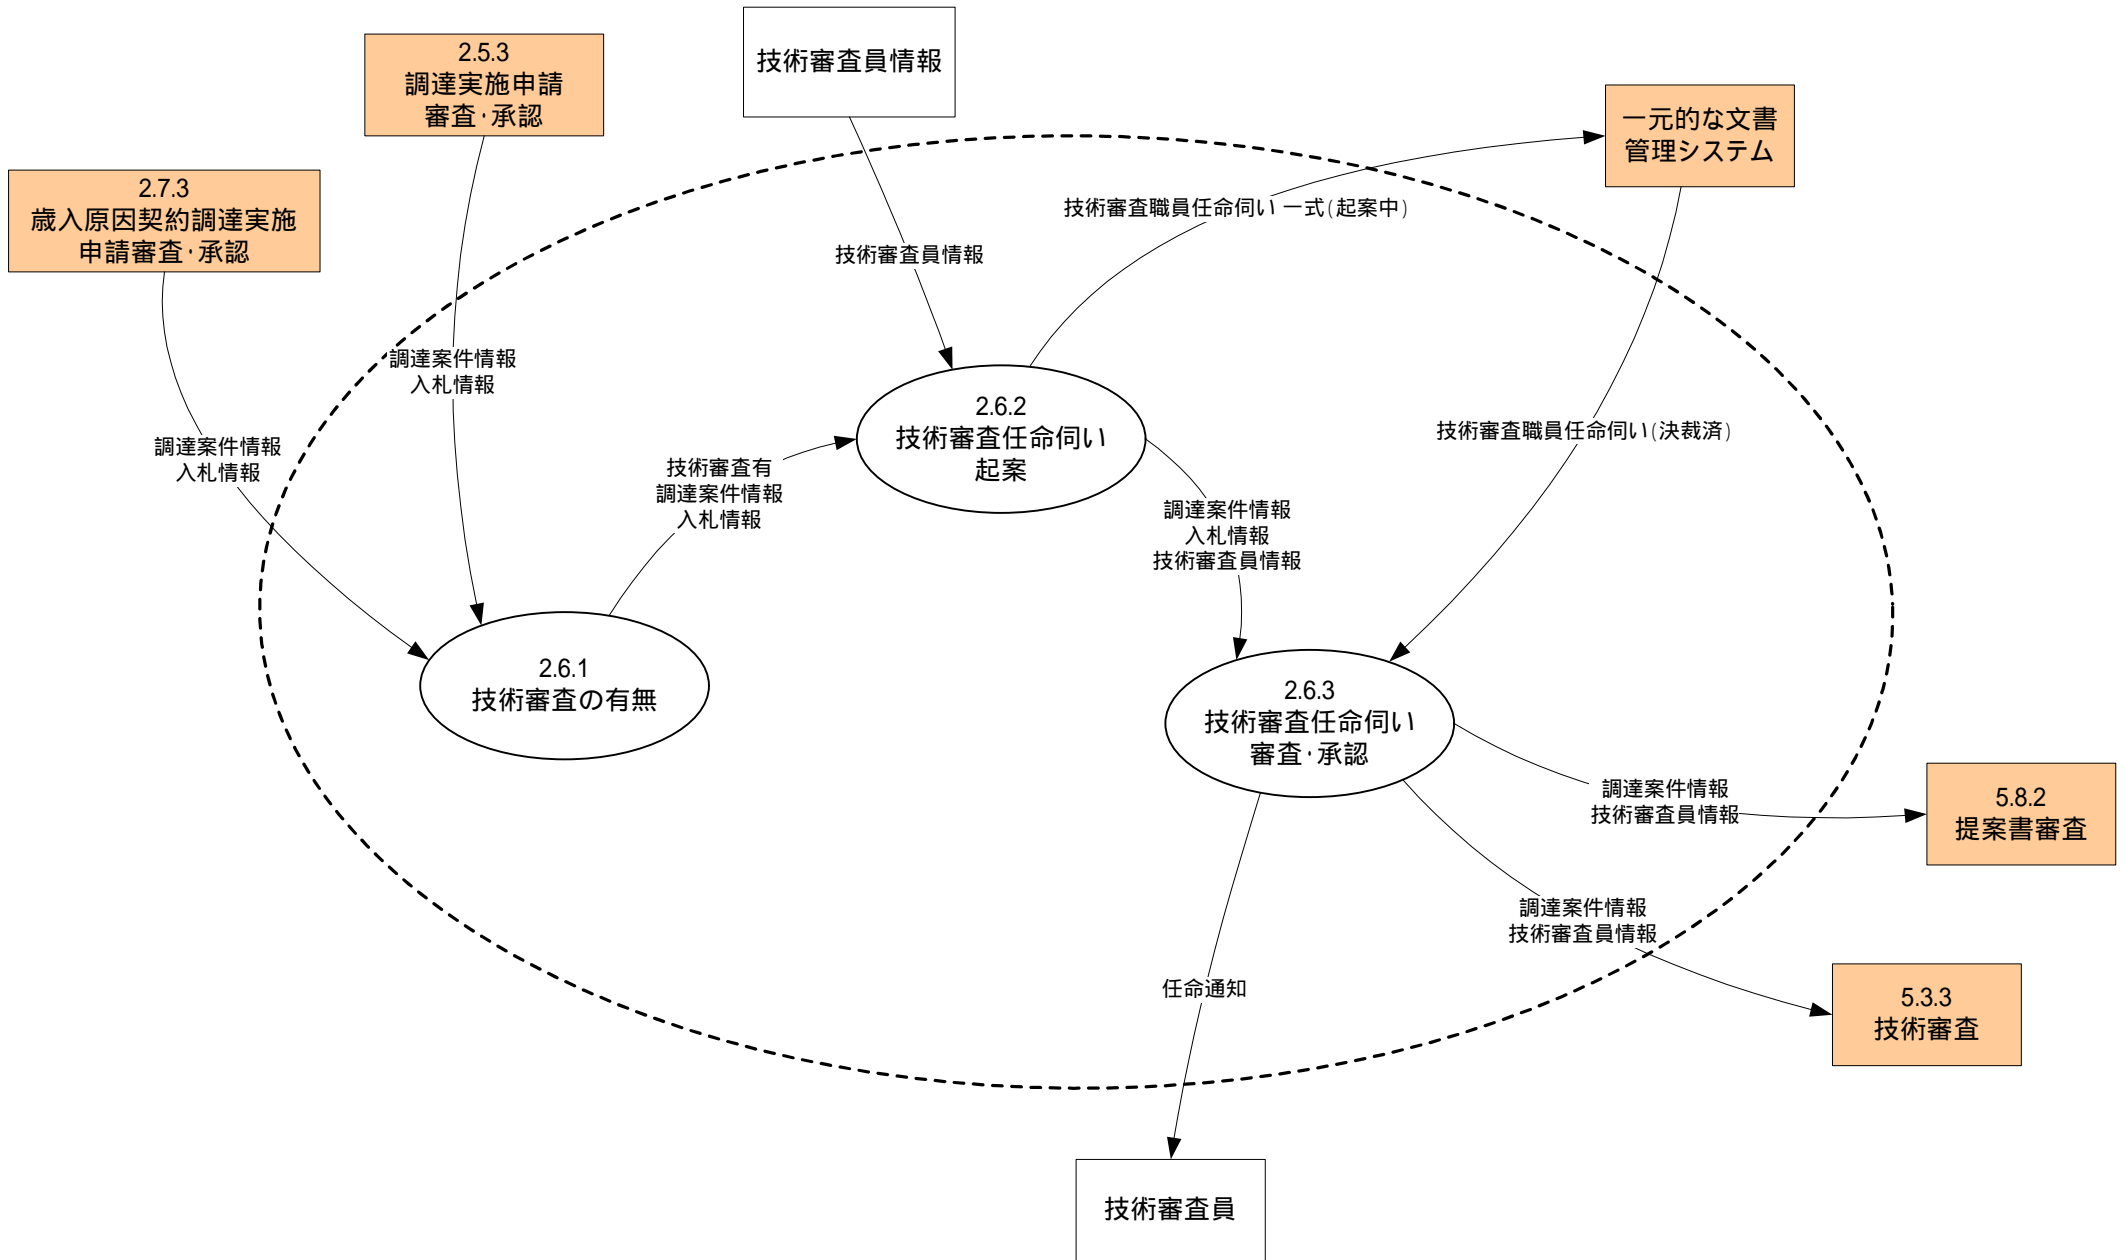 技術審査員情報
2.5.3
調達実施申請
審査・承認
一元的な文書
管理システム
2.7.3
歳入原因契約調達実施
申請審査・承認
技術審査職員任命伺い一式(起案中)
技術審査員情報
調達案件情報
入札情報
2.6.2
技術審査任命伺い
起案
技術審査職員任命伺い(決裁済)
調達案件情報
入札情報
技術審査有
調達案件情報
入札情報
調達案件情報
入札情報
技術審査員情報
2.6.1
技術審査の有無
2.6.3
技術審査任命伺い
審査・承認
調達案件情報
技術審査員情報
5.8.2
提案書審査
調達案件情報
技術審査員情報
任命通知
5.3.3
技術審査
技術審査員